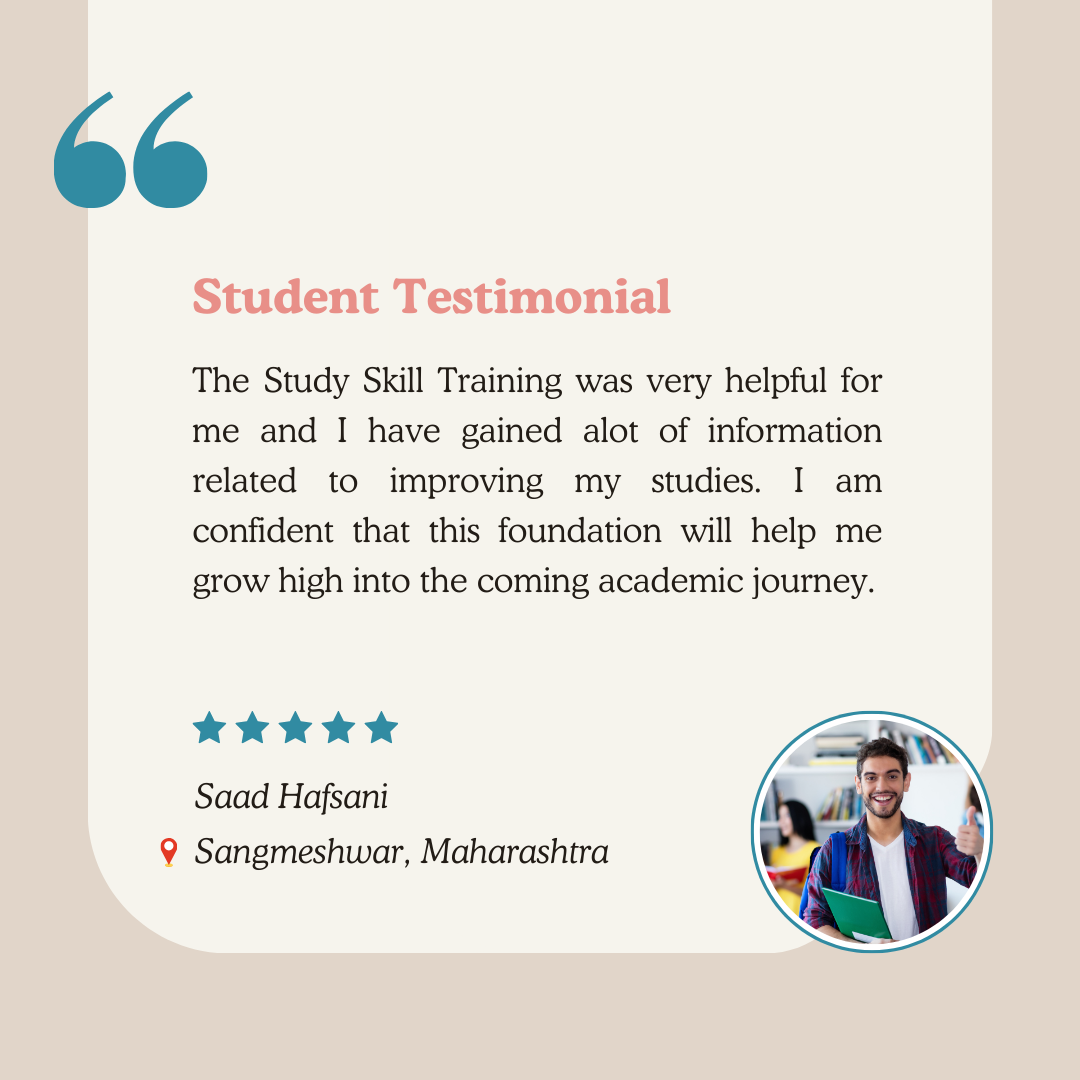 “
Student Testimonial
The Study Skill Training was very helpful for
me and I have gained alot of information
related to improving my studies. I am
confident that this foundation will help me
grow high into the coming academic journey.
Saad Hafsani
Sangmeshwar, Maharashtra